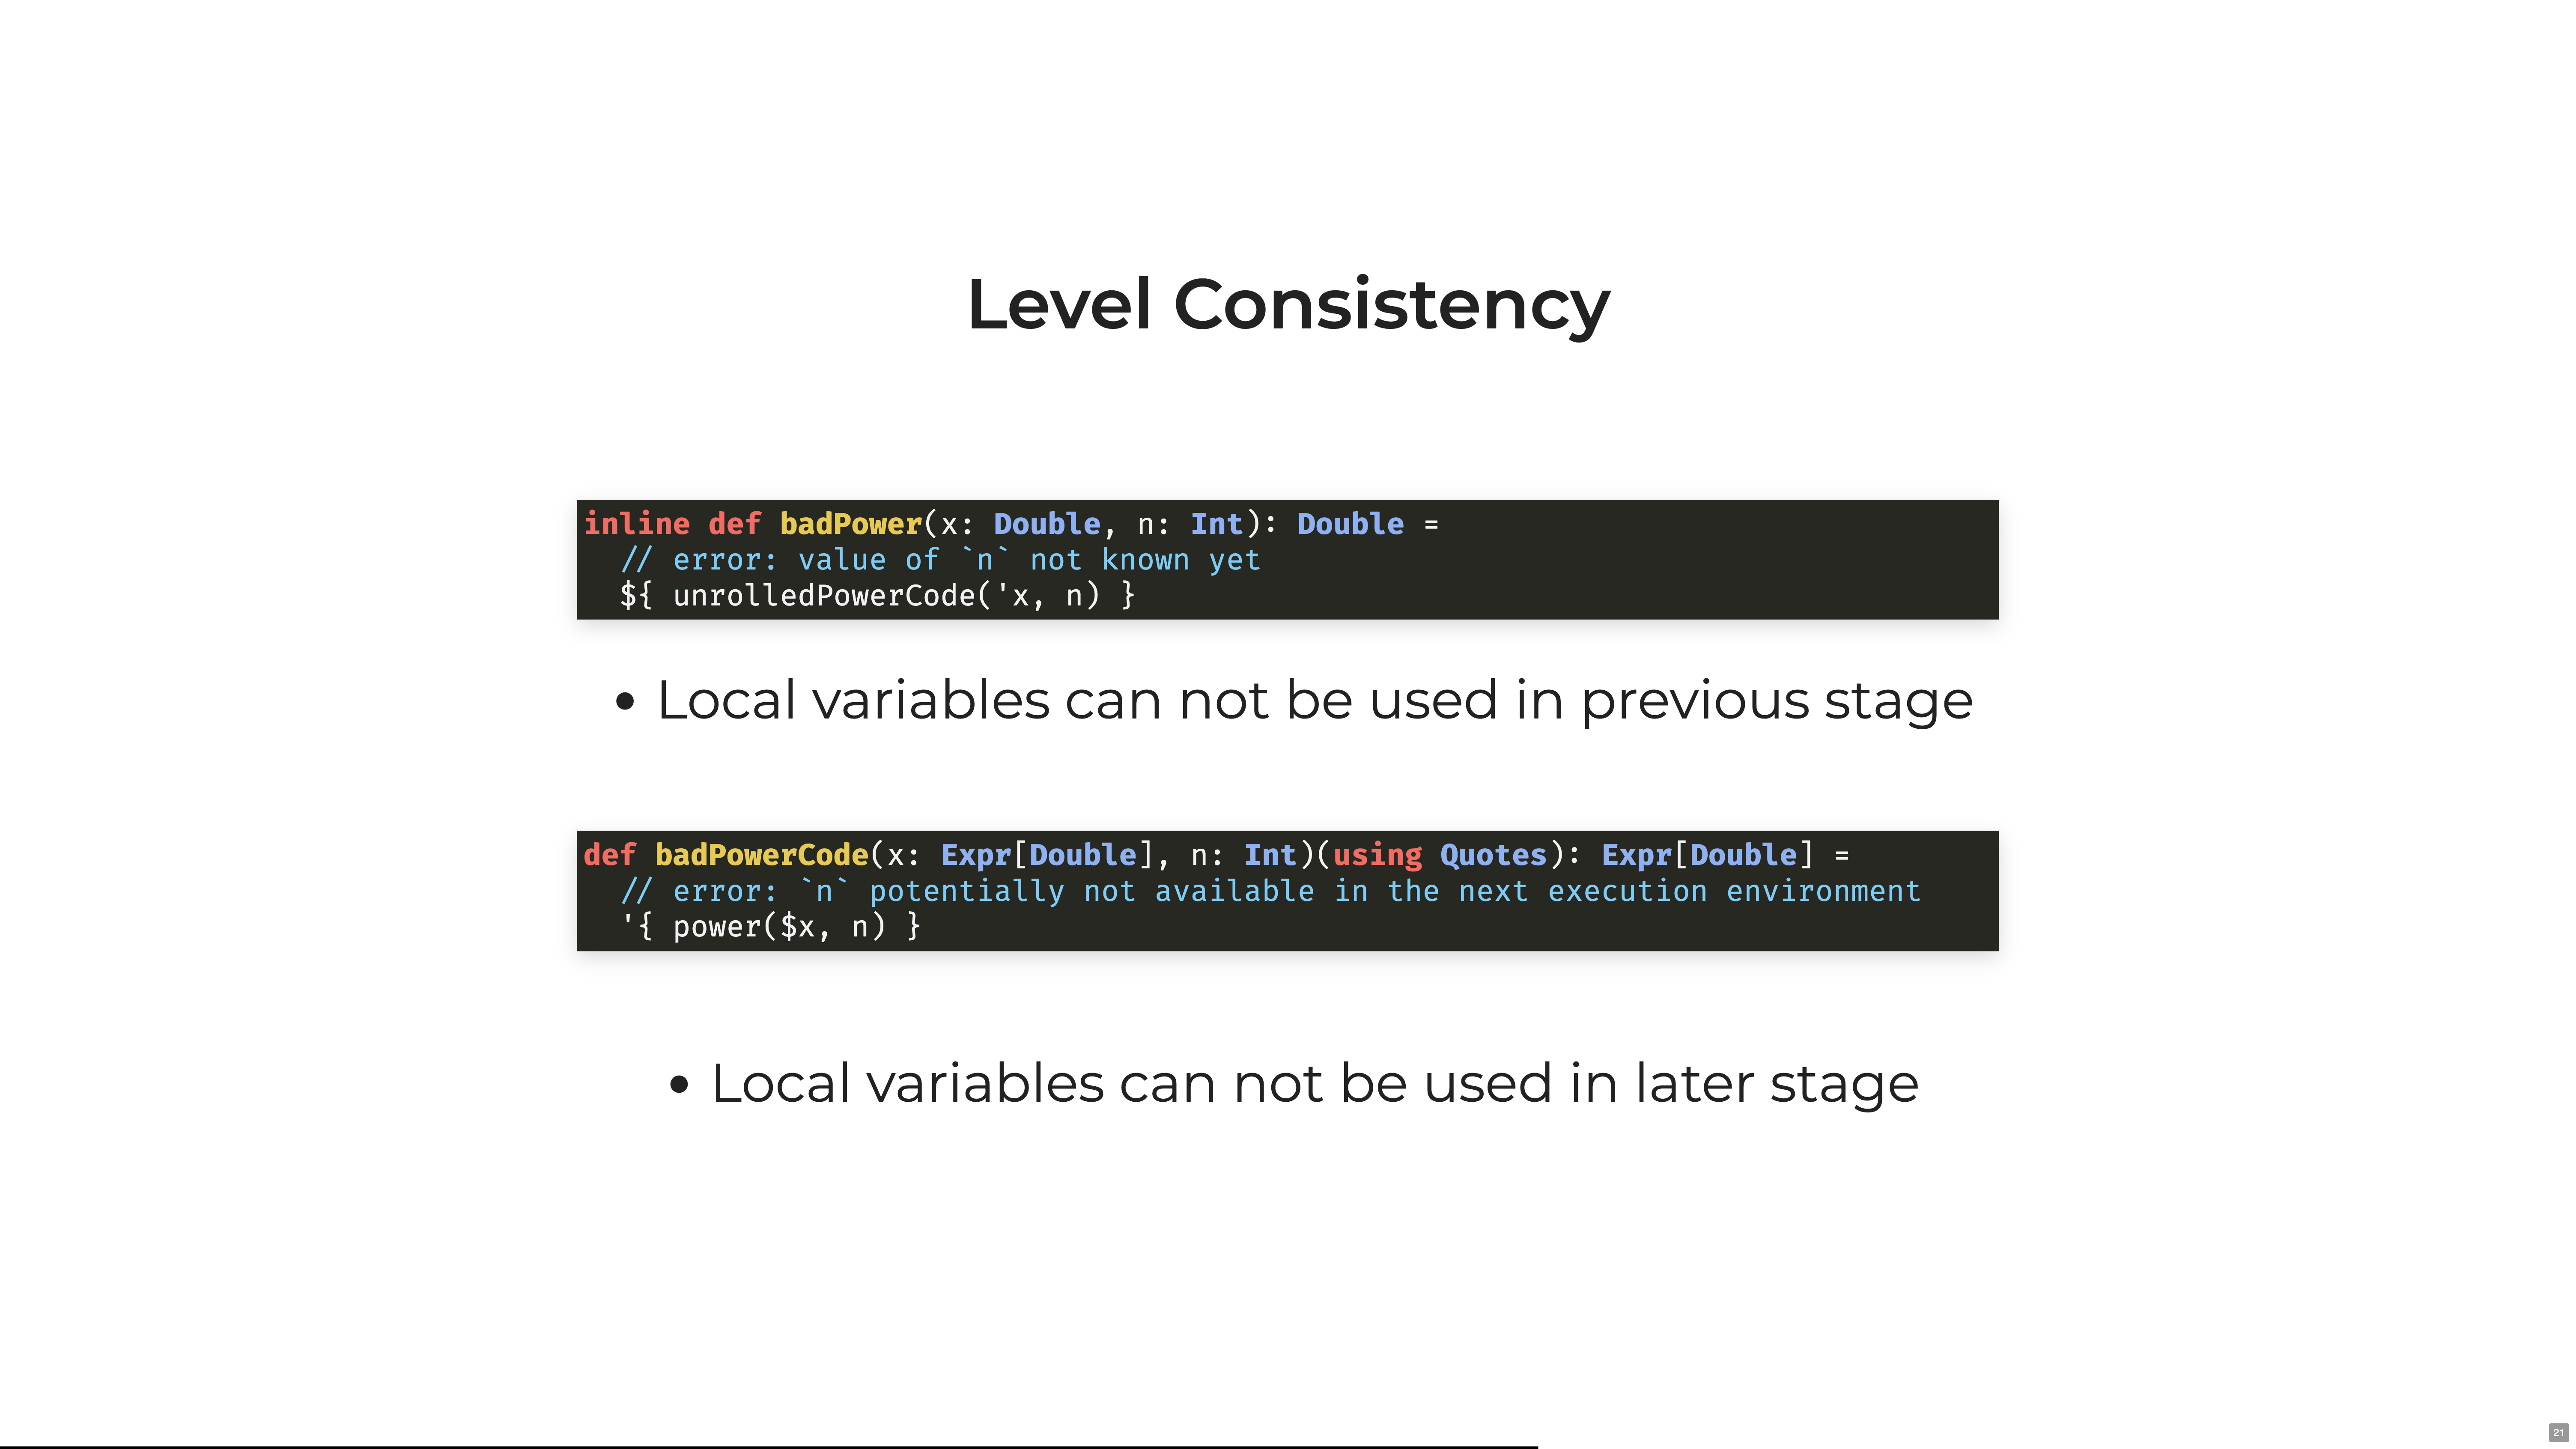 Level Consistency
inline def badPower(x: Double, n: Int): Double =
  // error: value of `n` not known yet
  ${ unrolledPowerCode('x, n) }
• Local variables can not be used in previous stage
def badPowerCode(x: Expr[Double], n: Int)(using Quotes): Expr[Double] =
  // error: `n` potentially not available in the next execution environment
  '{ power($x, n) }
• Local variables can not be used in later stage
21